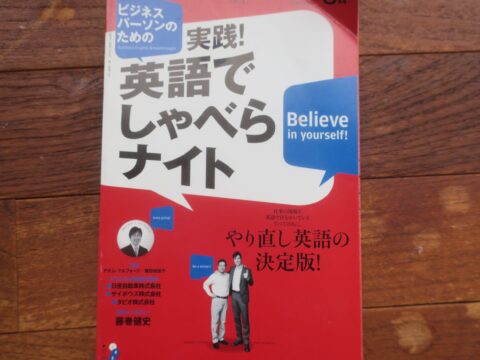 ビジネス
パーソンの
ための
実践!
英語で
しゃべら
ナイト
Believe
in yourself!
やり直し英語の
決定版!
日産自動車株式会社
サイボウズ株式会社
タビオ株式会社
藤巻健史